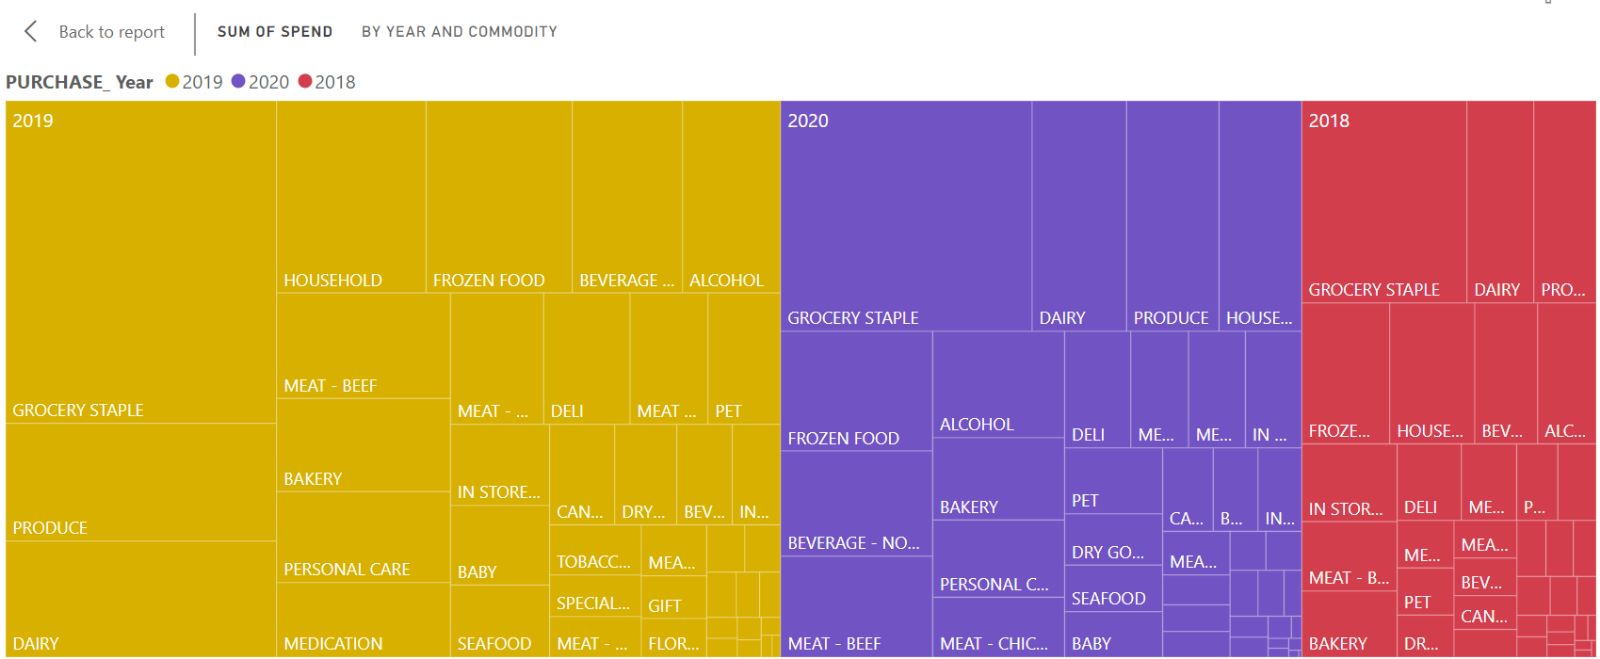 Back to report
SUM OF SPEND
BY YEAR AND COMMODITY
PURCHASE_ Year 2019 2020 2018
2019
GROCERY STAPLE
PRODUCE
DAIRY
HOUSEHOLD
FROZEN FOOD
BEVERAGE ...
ALCOHOL
MEAT - BEEF
BAKERY
PERSONAL CARE
MEDICATION
MEAT - ...
DELI
MEAT ...
PET
IN STORE...
BABY
SEAFOOD
CAN...
DRY...
BEV...
IN...
TOBACC...
SPECIAL...
MEAT - ...
MEA...
GIFT
FLOR...
2020
GROCERY STAPLE
DAIRY
PRODUCE
HOUSE...
FROZEN FOOD
BEVERAGE - NO...
MEAT - BEEF
ALCOHOL
BAKERY
PERSONAL C...
MEAT - CHIC...
DELI
ME...
ME...
IN ...
PET
DRY GO...
SEAFOOD
BABY
CA...
B...
IN...
MEA...
2018
GROCERY STAPLE
DAIRY
PRO...
FROZE...
HOUSE...
BEV...
ALC...
IN STOR...
MEAT - B...
BAKERY
DELI
ME...
P...
ME...
PET
DR...
MEA...
BEV...
CAN...